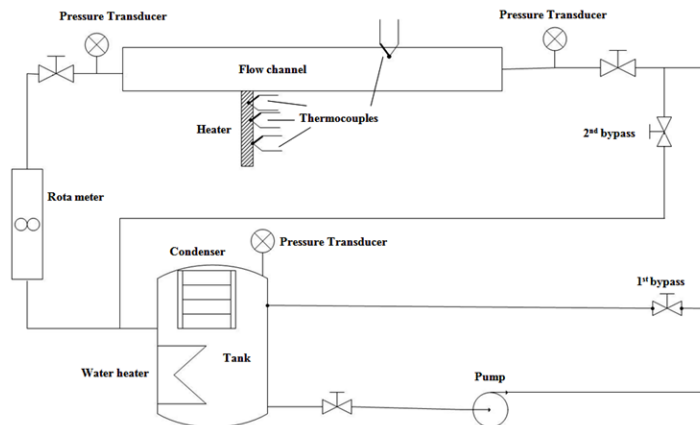 Pressure Transducer
Pressure Transducer
Flow channel
Thermocouples
Heater
2nd bypass
Rota meter
Condenser
Pressure Transducer
1st bypass
Tank
Water heater
Pump